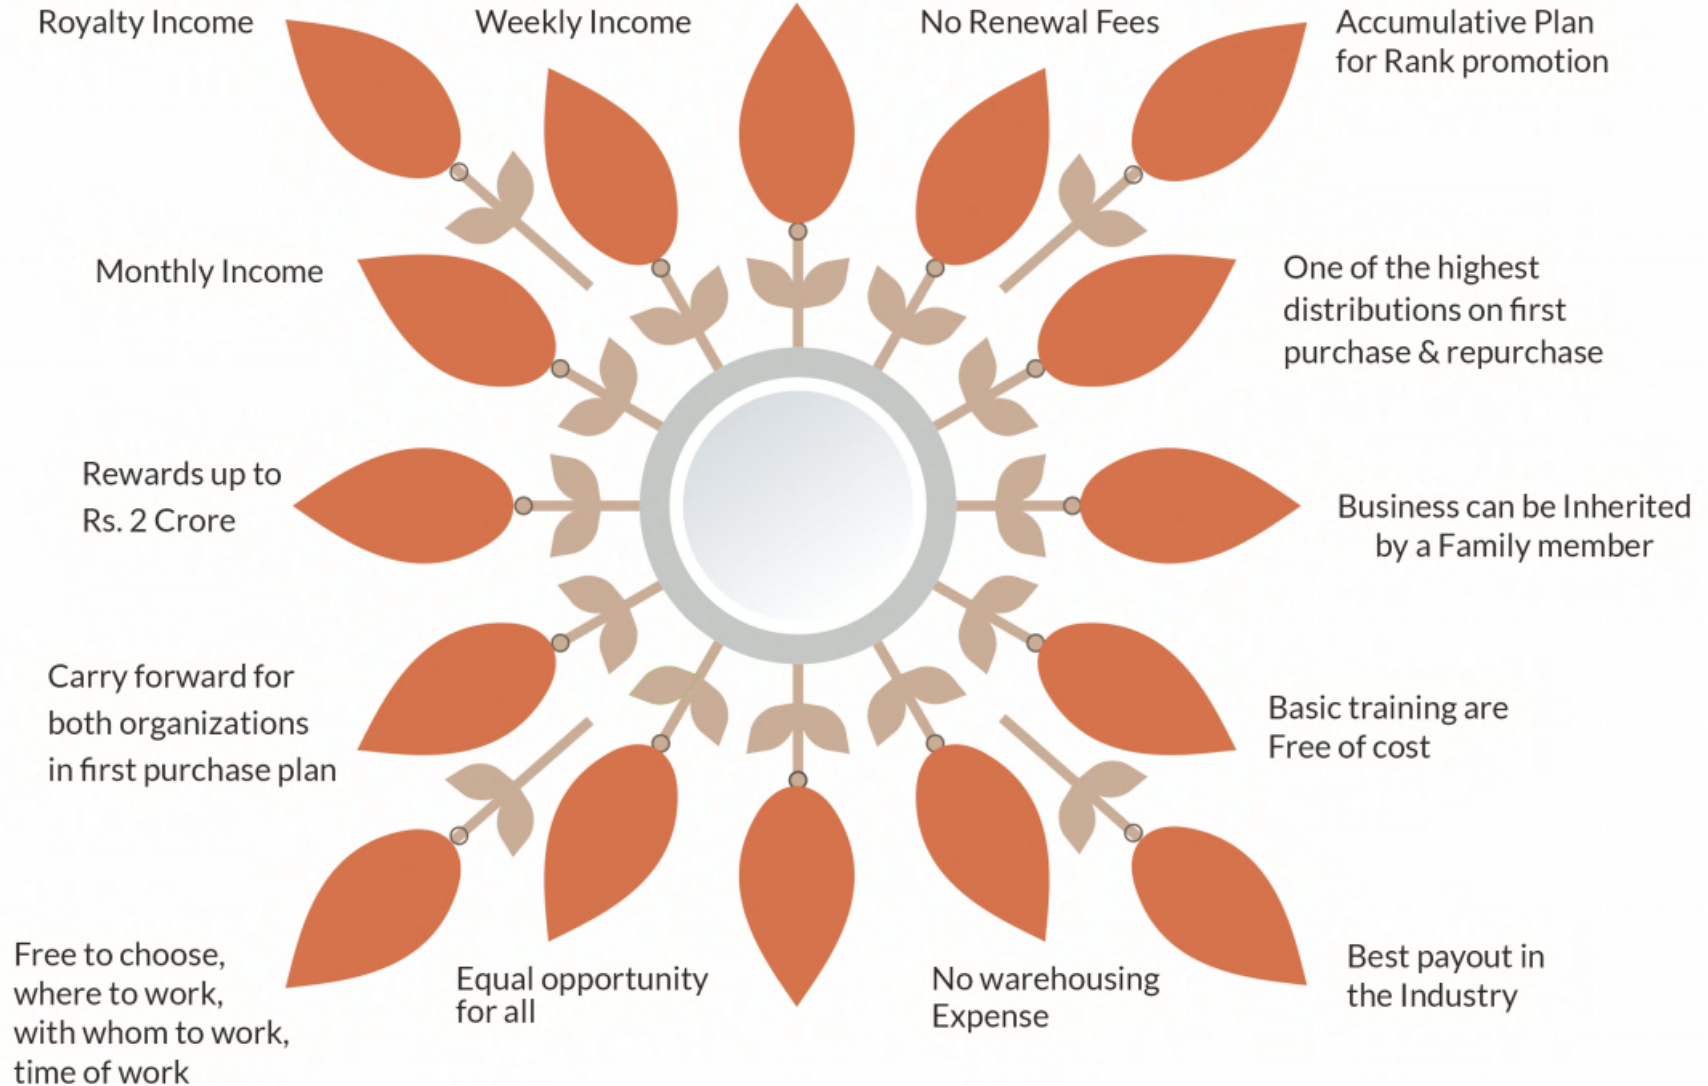 Royalty Income
Weekly Income
No Renewal Fees
Accumulative Plan
for Rank promotion
Monthly Income
One of the highest
distributions on first
purchase & repurchase
Rewards up to
Rs. 2 Crore
Business can be Inherited
by a Family member
Carry forward for
both organizations
in first purchase plan
Basic training are
Free of cost
Free to choose,
where to work,
with whom to work,
time of work
Equal opportunity
for all
No warehousing
Expense
Best payout in
the Industry